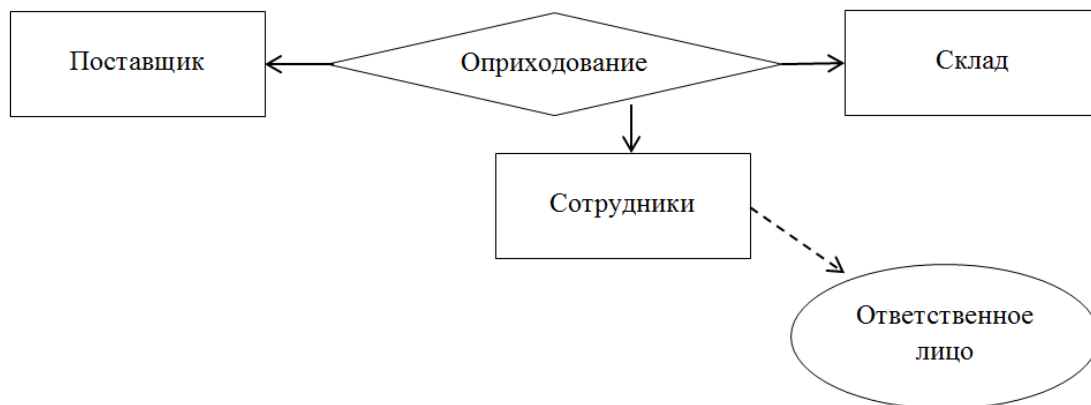 Поставщик
Оприходование
Склад
Сотрудники
Ответственное
лицо